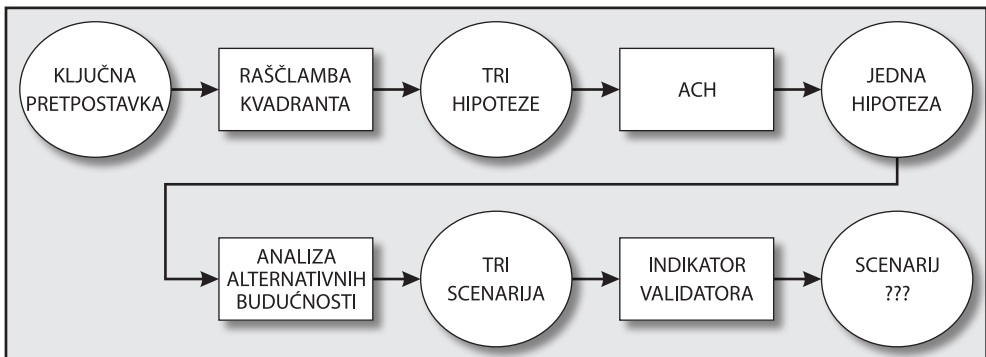 KLJUČNA
PRETPOSTAVKA
RAŠČLAMBA
KVADRANTA
TRI
HIPOTEZE
ACH
JEDNA
HIPOTEZA
ANALIZA
ALTERNATIVNIH
BUDUĆNOSTI
TRI
SCENARIJA
INDIKATOR
VALIDATORA
SCENARIJ
???